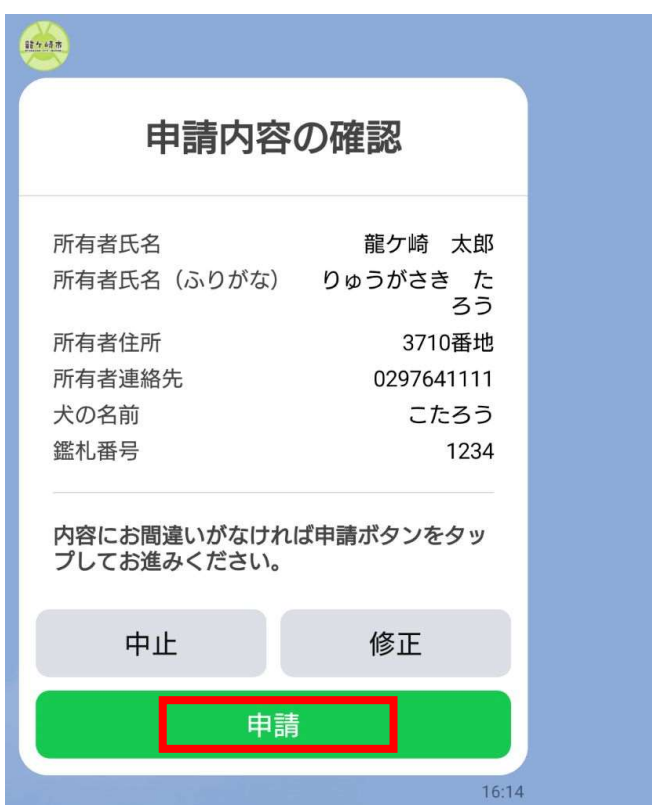 龍ケ崎市
申請内容の確認
所有者氏名 龍ケ崎 太郎
所有者氏名（ふりがな） りゅうがさき た
ろう
所有者住所 3710番地
所有者連絡先 0297641111
犬の名前 こたろう
鑑札番号 1234
内容にお間違いがなければ申請ボタンをタッ
プしてお進みください。
中止 修正
申請
16:14